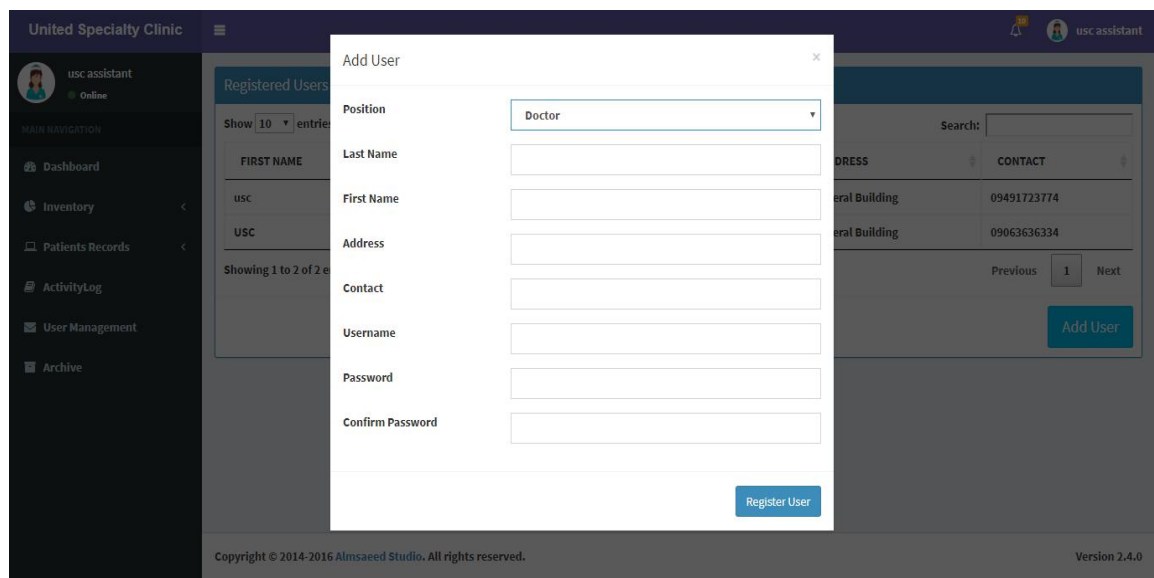 United Specialty Clinic
usc assistant
usc assistant
Online
MAIN NAVIGATION
Dashboard
Inventory
Patients Records
ActivityLog
User Management
Archive
Registered Users
Show 10 entries
Search:
FIRST NAME
DRESS
CONTACT
usc
eral Building
09491723774
USC
eral Building
09063636334
Showing 1 to 2 of 2 e
Previous 1 Next
Add User
Add User
×
Position
Doctor
Last Name
First Name
Address
Contact
Username
Password
Confirm Password
Register User
Copyright © 2014-2016 Almsaeed Studio. All rights reserved.
Version 2.4.0